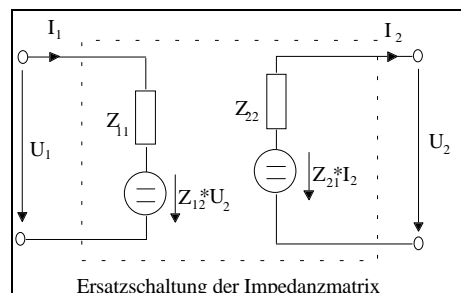 I1 I2
Z11 Z22
U1 U2
Z12*U2 Z21*I2
Ersatzschaltung der Impedanzmatrix